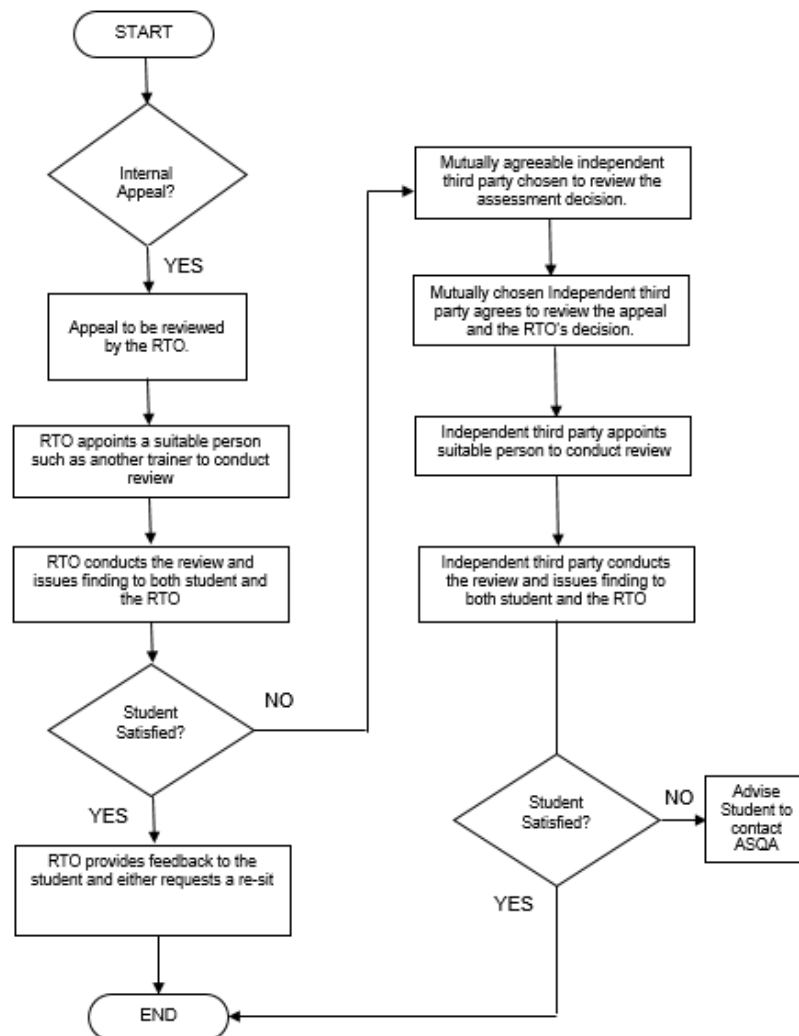 START
Internal
Appeal?
YES
Appeal to be reviewed
by the RTO.
RTO appoints a suitable person
such as another trainer to conduct
review
RTO conducts the review and
issues finding to both student and
the RTO
Student
Satisfied?
NO
YES
RTO provides feedback to the
student and either requests a re-sit
END
Mutually agreeable independent
third party chosen to review the
assessment decision.
Mutually chosen Independent third
party agrees to review the appeal
and the RTO's decision.
Independent third party appoints
suitable person to conduct review
Independent third party conducts
the review and issues finding to
both student and the RTO
Student
Satisfied?
NO
Advise
Student to
contact
ASQA
YES